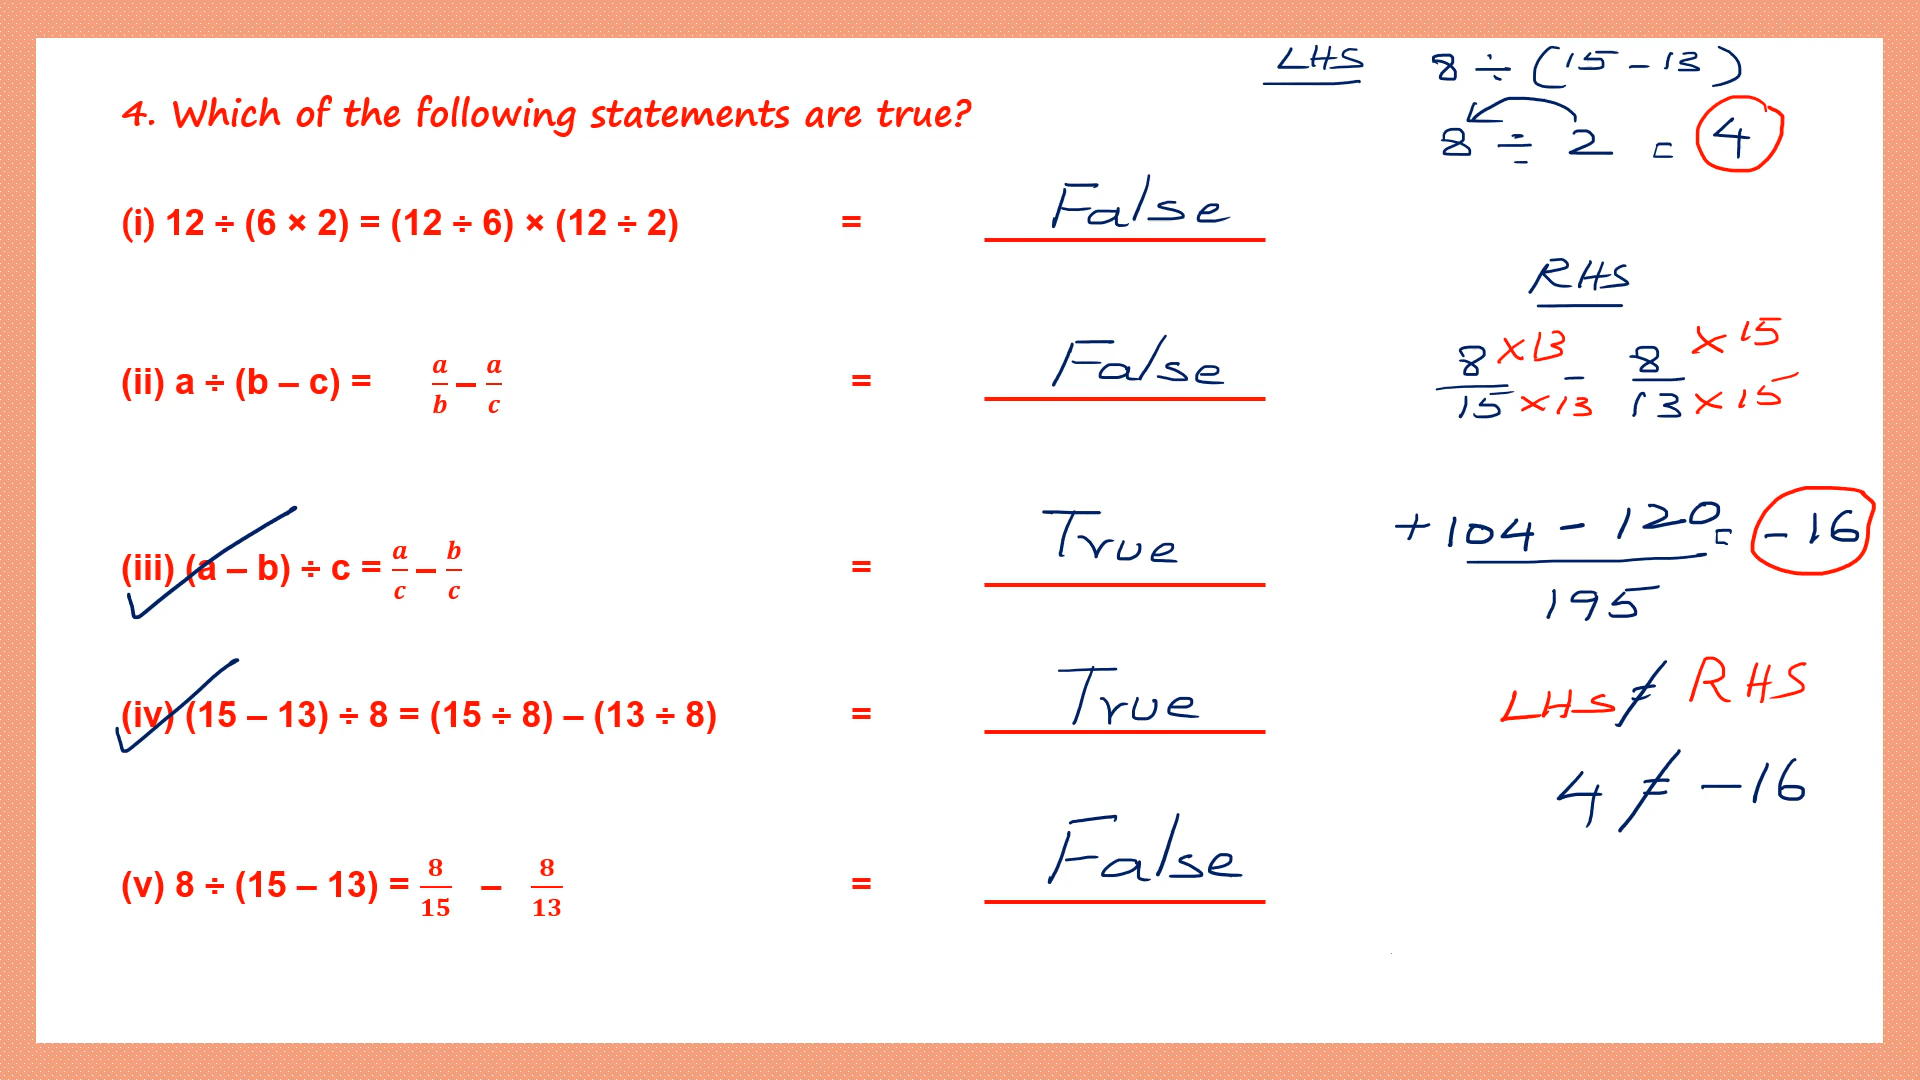 4. Which of the following statements are true?
(i) 12 ÷ (6 × 2) = (12 ÷ 6) × (12 ÷ 2) = False
(ii) a ÷ (b – c) = a/b – a/c = False
(iii) (a – b) ÷ c = a/c – b/c = True
(iv) (15 – 13) ÷ 8 = (15 ÷ 8) – (13 ÷ 8) = True
(v) 8 ÷ (15 – 13) = 8/15 – 8/13 = False
LHS 8 ÷ (15 - 13)
8 ÷ 2 = 4
RHS
8 × 13 / 15 × 13 - 8 × 15 / 13 × 15
+104 - 120 / 195 = -16
LHS ≠ RHS
4 ≠ -16